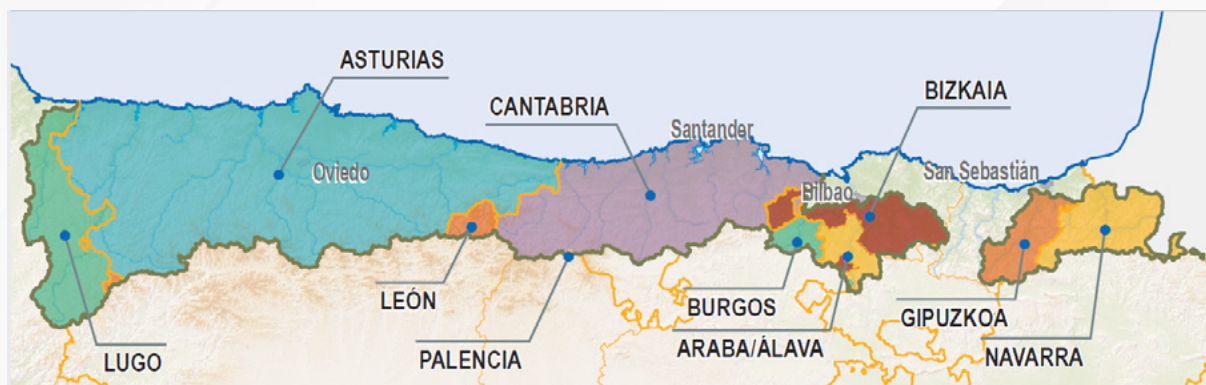 ASTURIAS
CANTABRIA
BIZKAIA
Santander
Oviedo
Bilbao
San Sebastián
LEÓN
BURGOS
GIPUZKOA
LUGO
PALENCIA
ARABA/ÁLAVA
NAVARRA